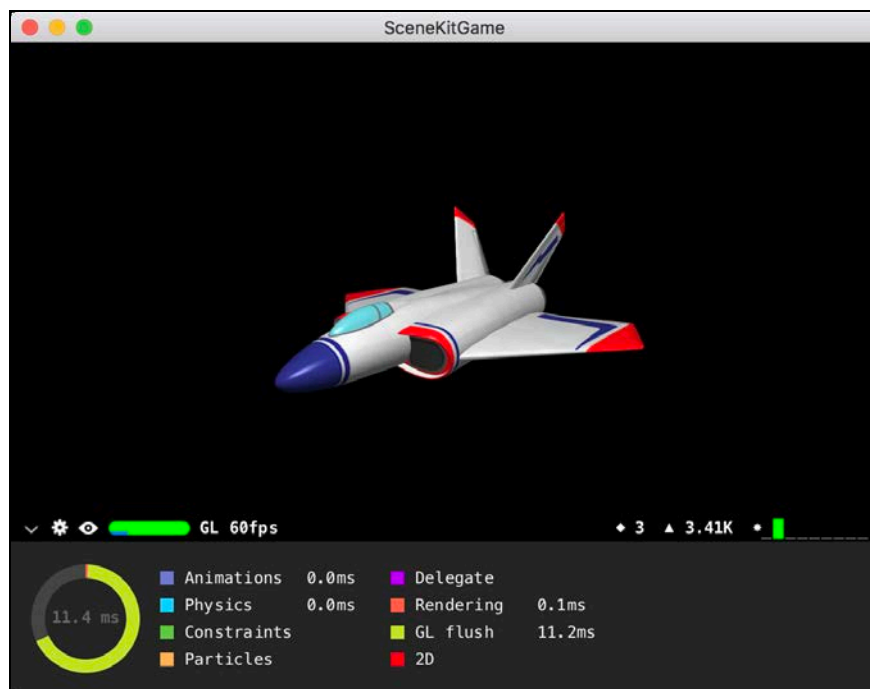 SceneKitGame
GL 60fps 3 3.41K
11.4 ms
Animations 0.0ms Delegate
Physics 0.0ms Rendering 0.1ms
Constraints GL flush 11.2ms
Particles 2D